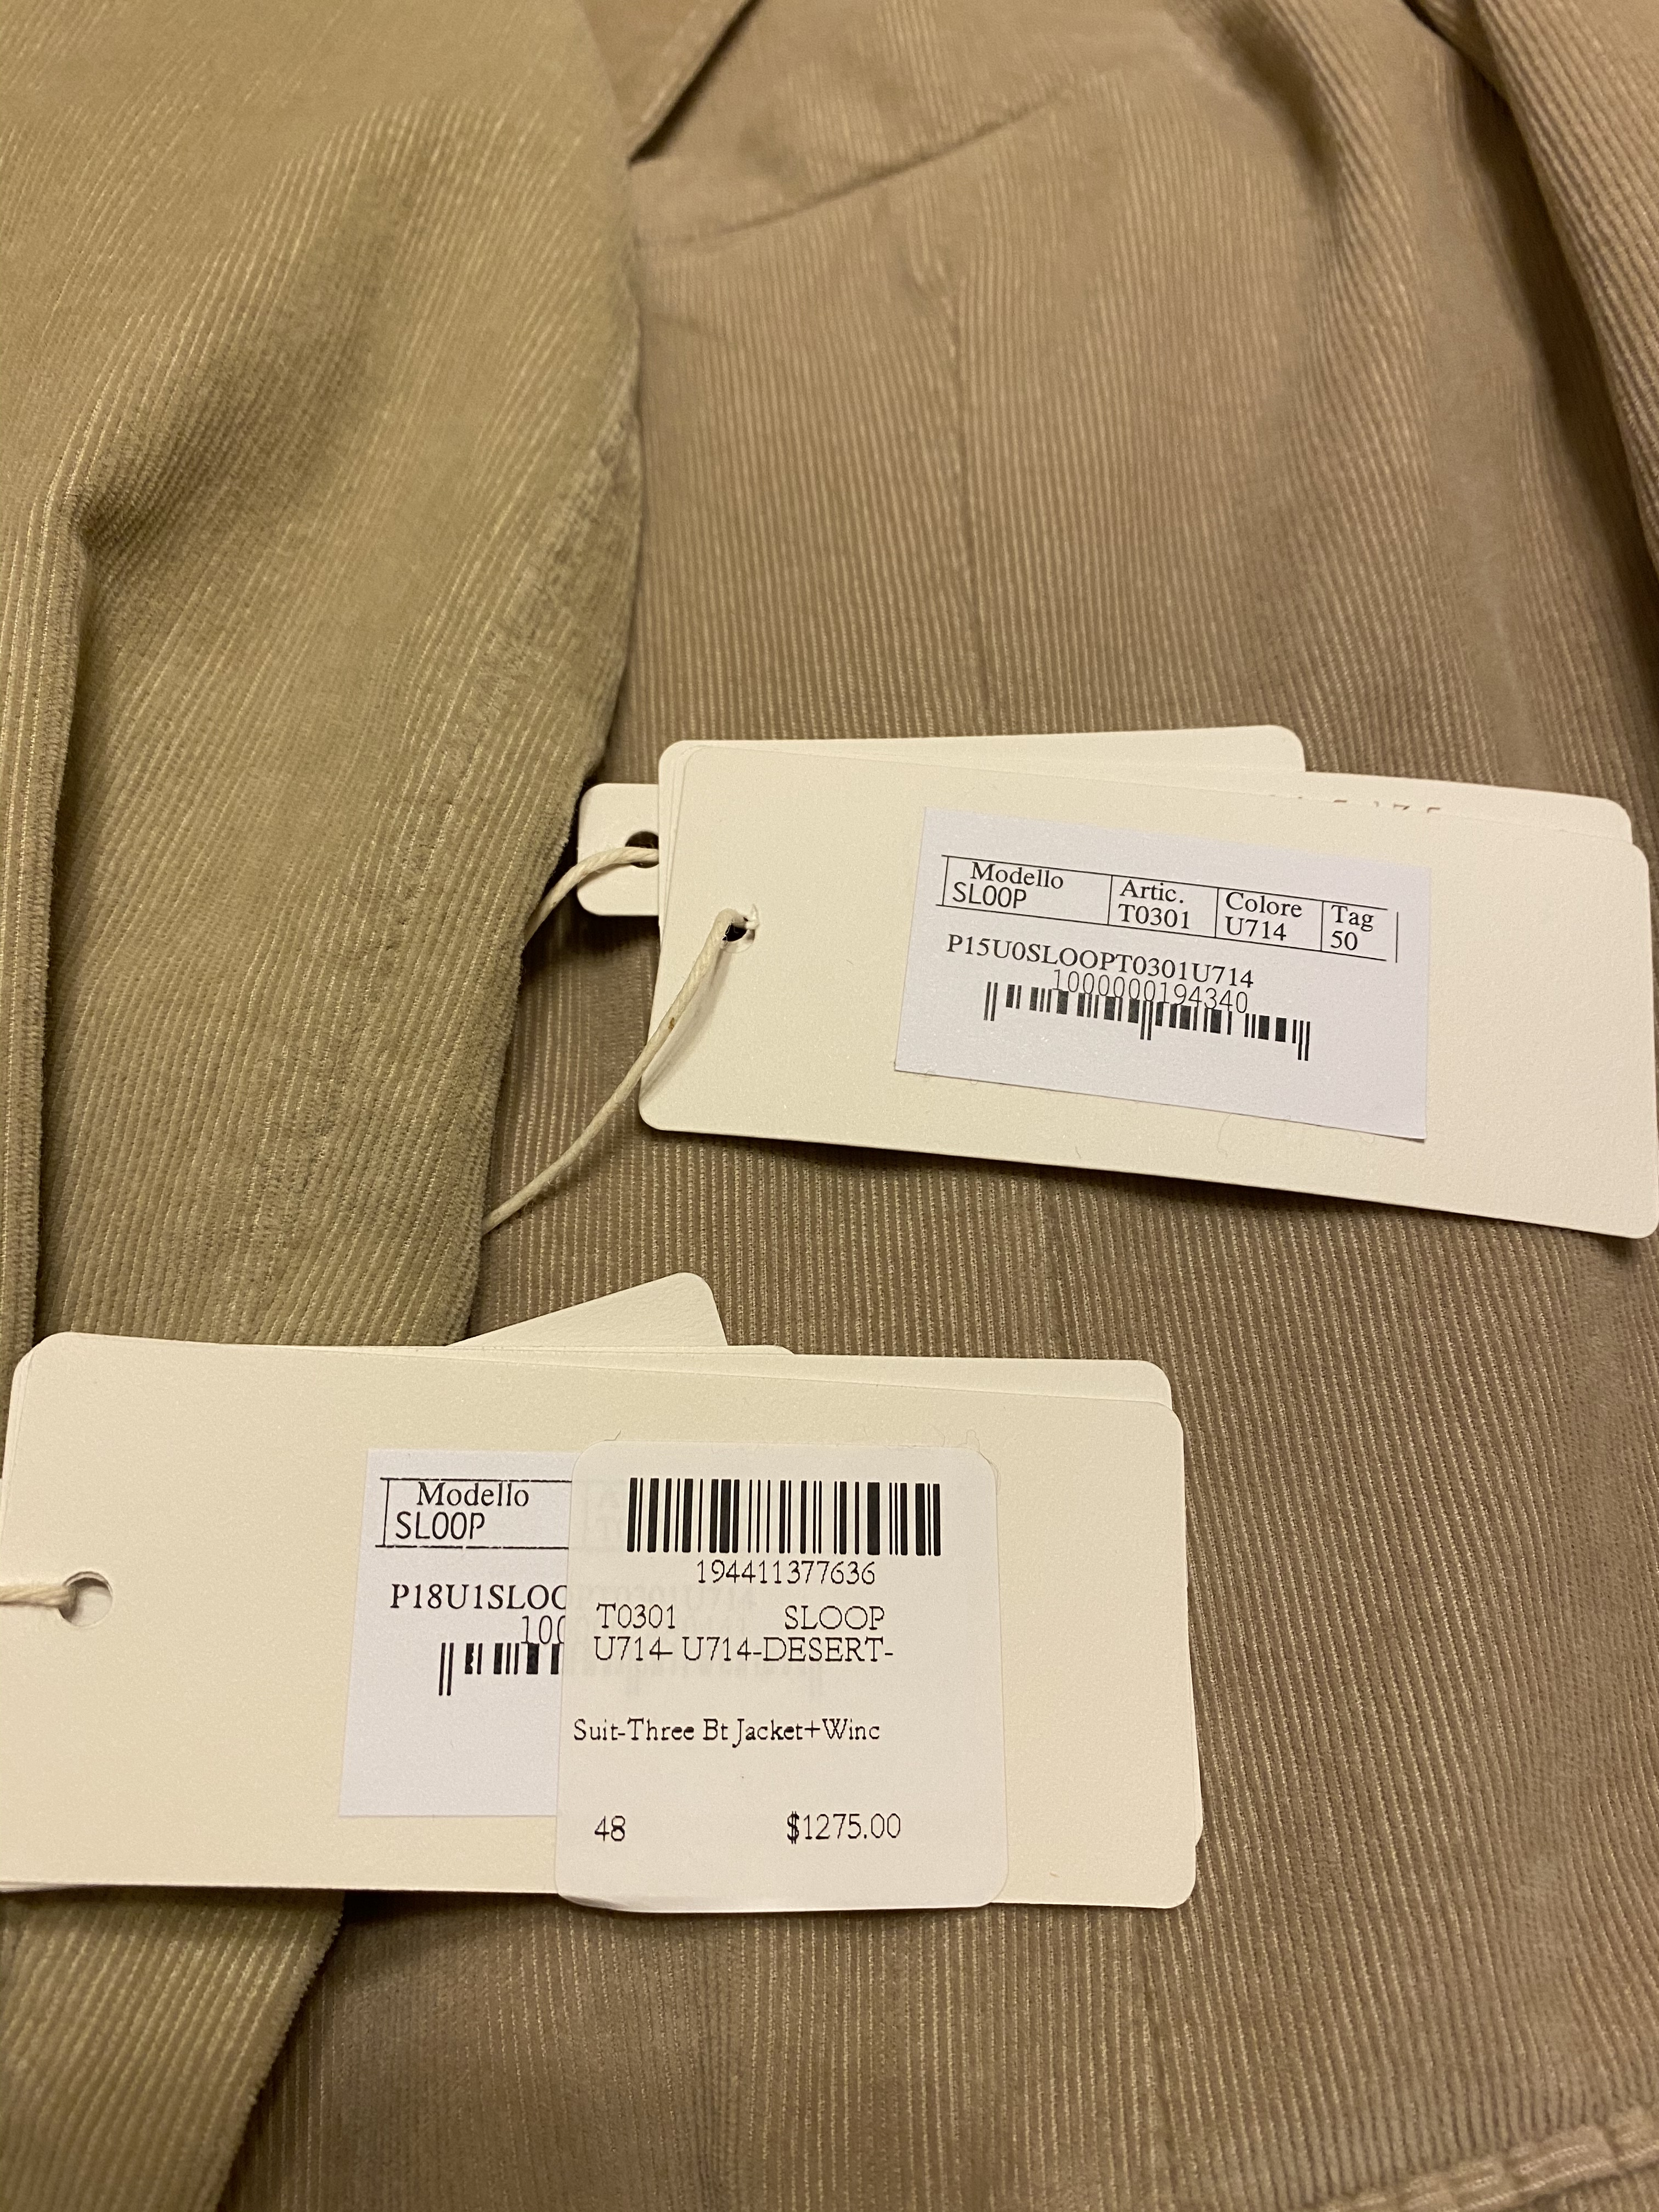 Modello Artic. Colore Tag
SLOOP T0301 U714 50
P15U0SLOOPT0301U714
1000000194340
Modello
SLOOP
P18U1SLOO
100
194411377636
T0301 SLOOP
U714- U714-DESERT-
Suit-Three Bt Jacket+Winc
48 $1275.00